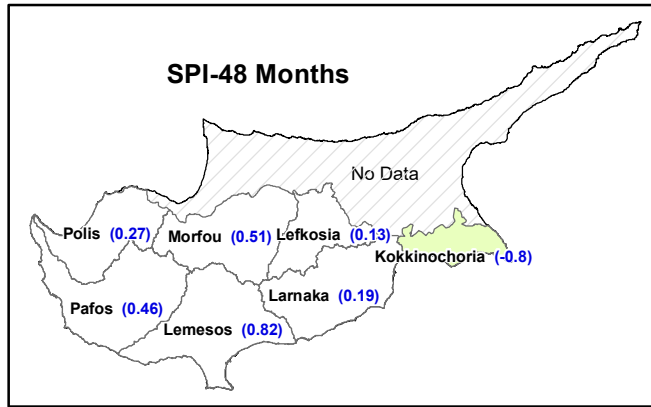 SPI-48 Months
No Data
Polis (0.27)
Morfou (0.51)
Lefkosia (0.13)
Kokkinochoria (-0.8)
Pafos (0.46)
Lemesos (0.82)
Larnaka (0.19)